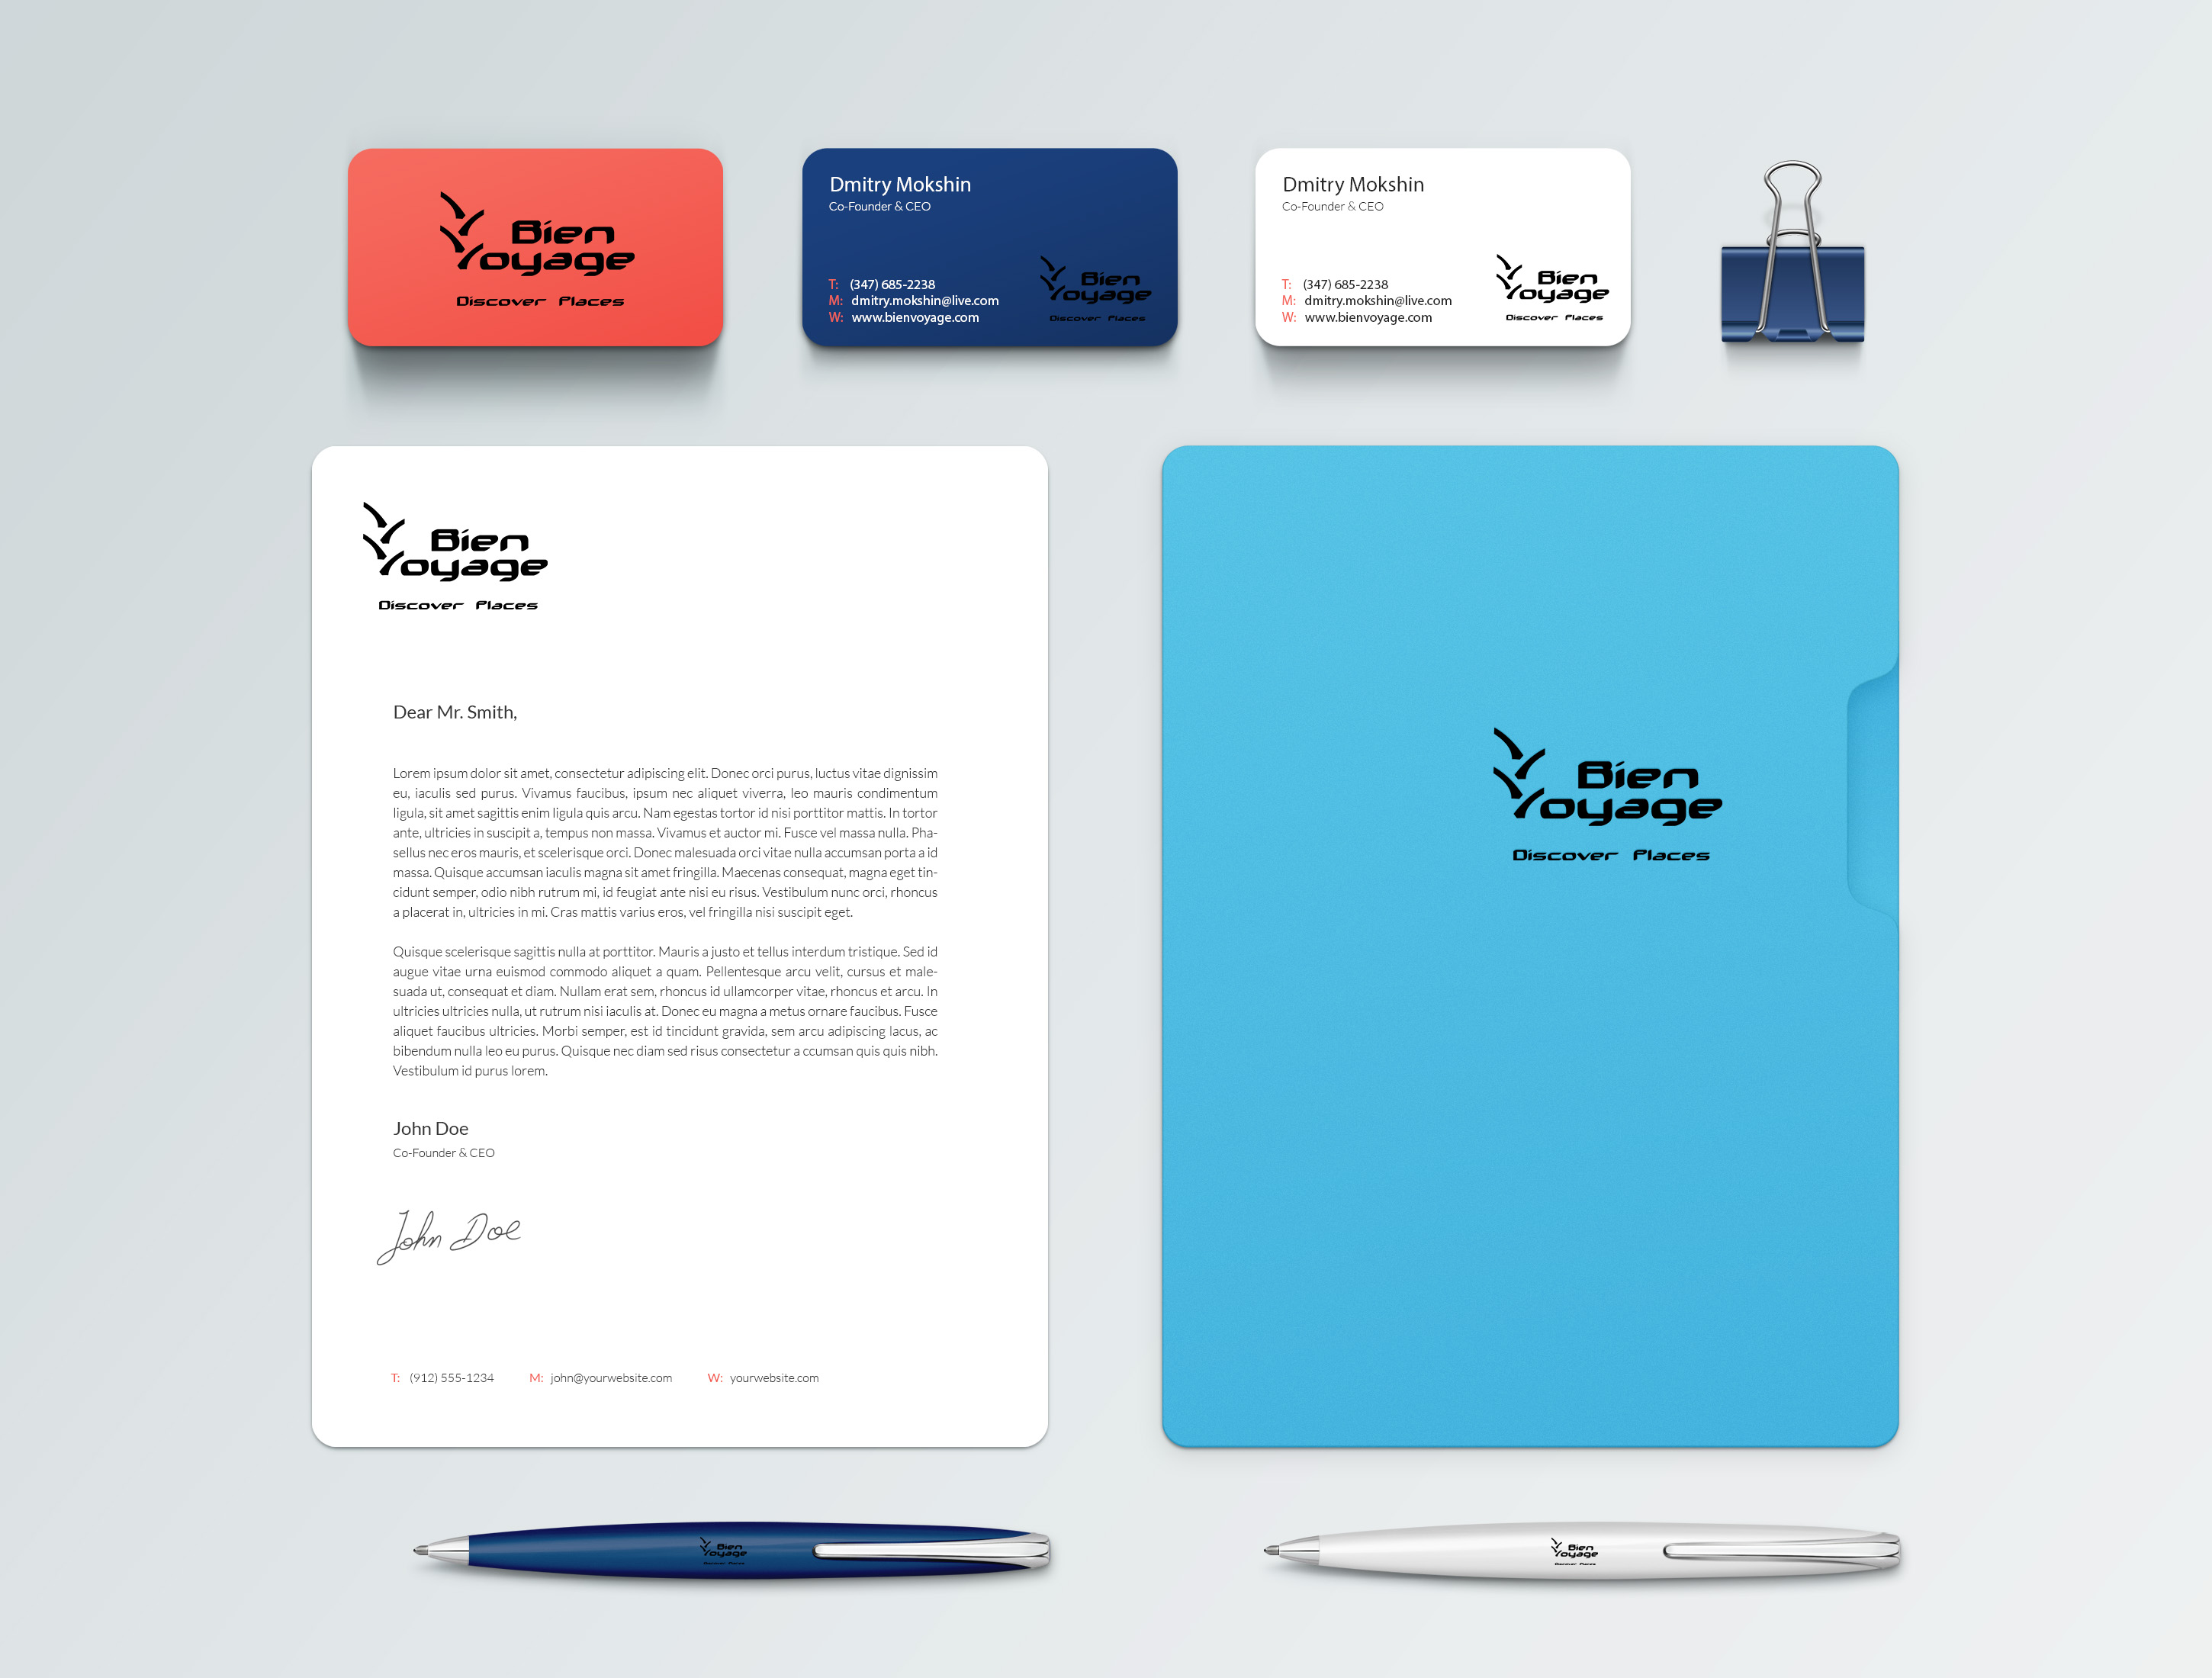 Bien
Voyage
Discover Places
Dmitry Mokshin
Co-Founder & CEO
T: (347) 685-2238
M: dmitry.mokshin@live.com
W: www.bienvoyage.com
Bien
Voyage
Discover Places
Dmitry Mokshin
Co-Founder & CEO
T: (347) 685-2238
M: dmitry.mokshin@live.com
W: www.bienvoyage.com
Bien
Voyage
Discover Places
Bien
Voyage
Discover Places
Dear Mr. Smith,
Lorem ipsum dolor sit amet, consectetur adipiscing elit. Donec orci purus, luctus vitae dignissim
eu, iaculis sed purus. Vivamus faucibus, ipsum nec aliquet viverra, leo mauris condimentum
ligula, sit amet sagittis enim ligula quis arcu. Nam egestas tortor id nisi porttitor mattis. In tortor
ante, ultricies in suscipit a, tempus non massa. Vivamus et auctor mi. Fusce vel massa nulla. Pha-
sellus nec eros mauris, et scelerisque orci. Donec malesuada orci vitae nulla accumsan porta a id
massa. Quisque accumsan iaculis magna sit amet fringilla. Maecenas consequat, magna eget tin-
cidunt semper, odio nibh rutrum mi, id feugiat ante nisi eu risus. Vestibulum nunc orci, rhoncus
a placerat in, ultricies in mi. Cras mattis varius eros, vel fringilla nisi suscipit eget.
Quisque scelerisque sagittis nulla at porttitor. Mauris a justo et tellus interdum tristique. Sed id
augue vitae urna euismod commodo aliquet a quam. Pellentesque arcu velit, cursus et male-
suada ut, consequat et diam. Nullam erat sem, rhoncus id ullamcorper vitae, rhoncus et arcu. In
ultricies ultricies nulla, ut rutrum nisi iaculis at. Donec eu magna a metus ornare faucibus. Fusce
aliquet faucibus ultricies. Morbi semper, est id tincidunt gravida, sem arcu adipiscing lacus, ac
bibendum nulla leo eu purus. Quisque nec diam sed risus consectetur a ccumsan quis quis nibh.
Vestibulum id purus lorem.
John Doe
Co-Founder & CEO
John Doe
T: (912) 555-1234 M: john@yourwebsite.com W: yourwebsite.com
Bien
Voyage
Discover Places
Bien
Voyage
Discover Places
Bien
Voyage
Discover Places